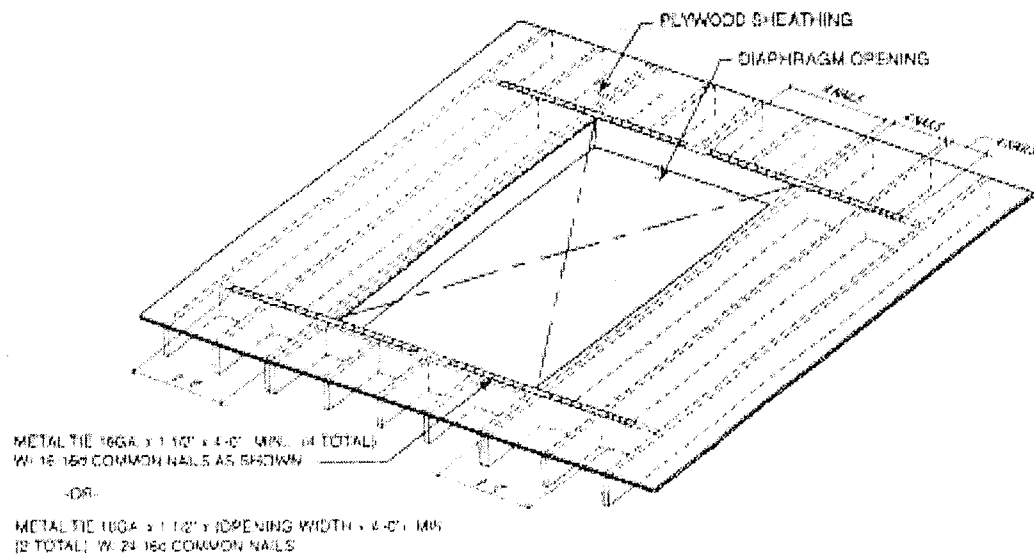 PLYWOOD SHEATHING
DIAPHRAGM OPENING
NAILS
METAL TIE 16GA. x 1 1/2" x 4'-0" MIN., (4 TOTAL)
W/ 16-16d COMMON NAILS AS SHOWN
-OR-
METAL TIE 16GA. x 1 1/2" x (OPENING WIDTH + 4'-0") MIN
(2 TOTAL) W/ 24-16d COMMON NAILS